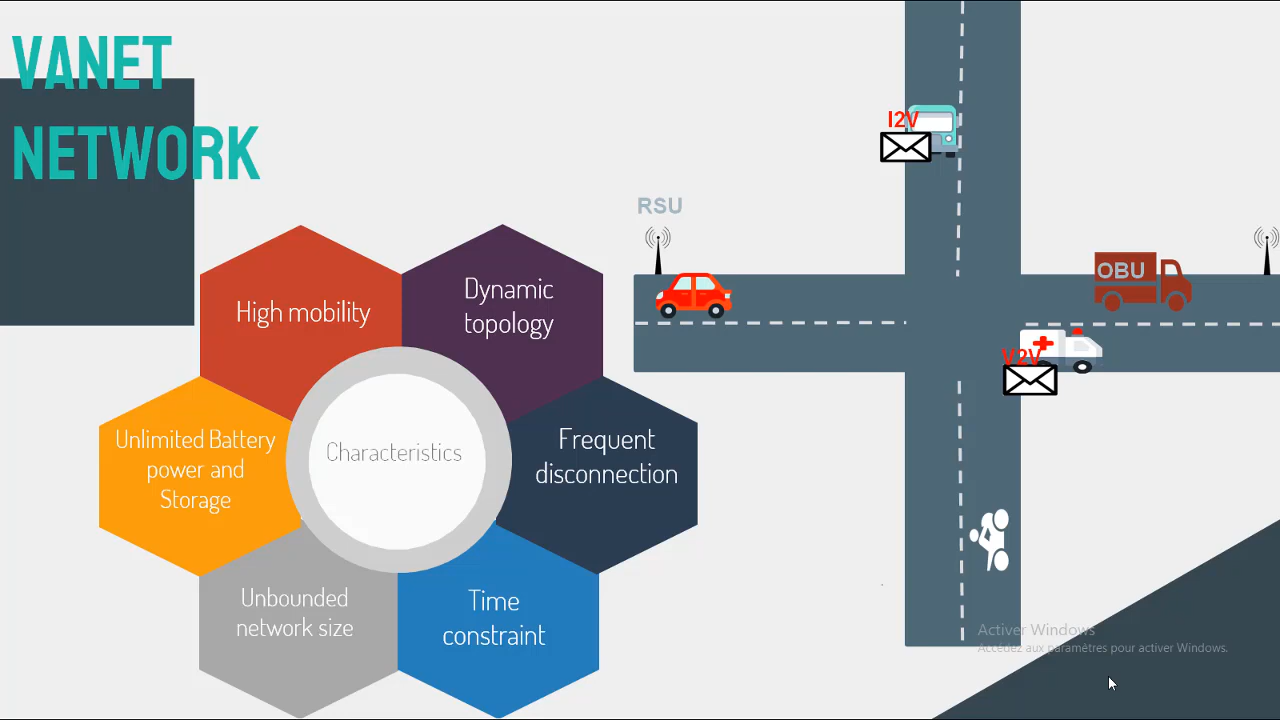 VANET
NETWORK
I2V
RSU
OBU
V2V
High mobility
Dynamic
topology
Unlimited Battery
power and
Storage
Characteristics
Frequent
disconnection
Unbounded
network size
Time
constraint
Activer Windows
Accédez aux paramètres pour activer Windows.